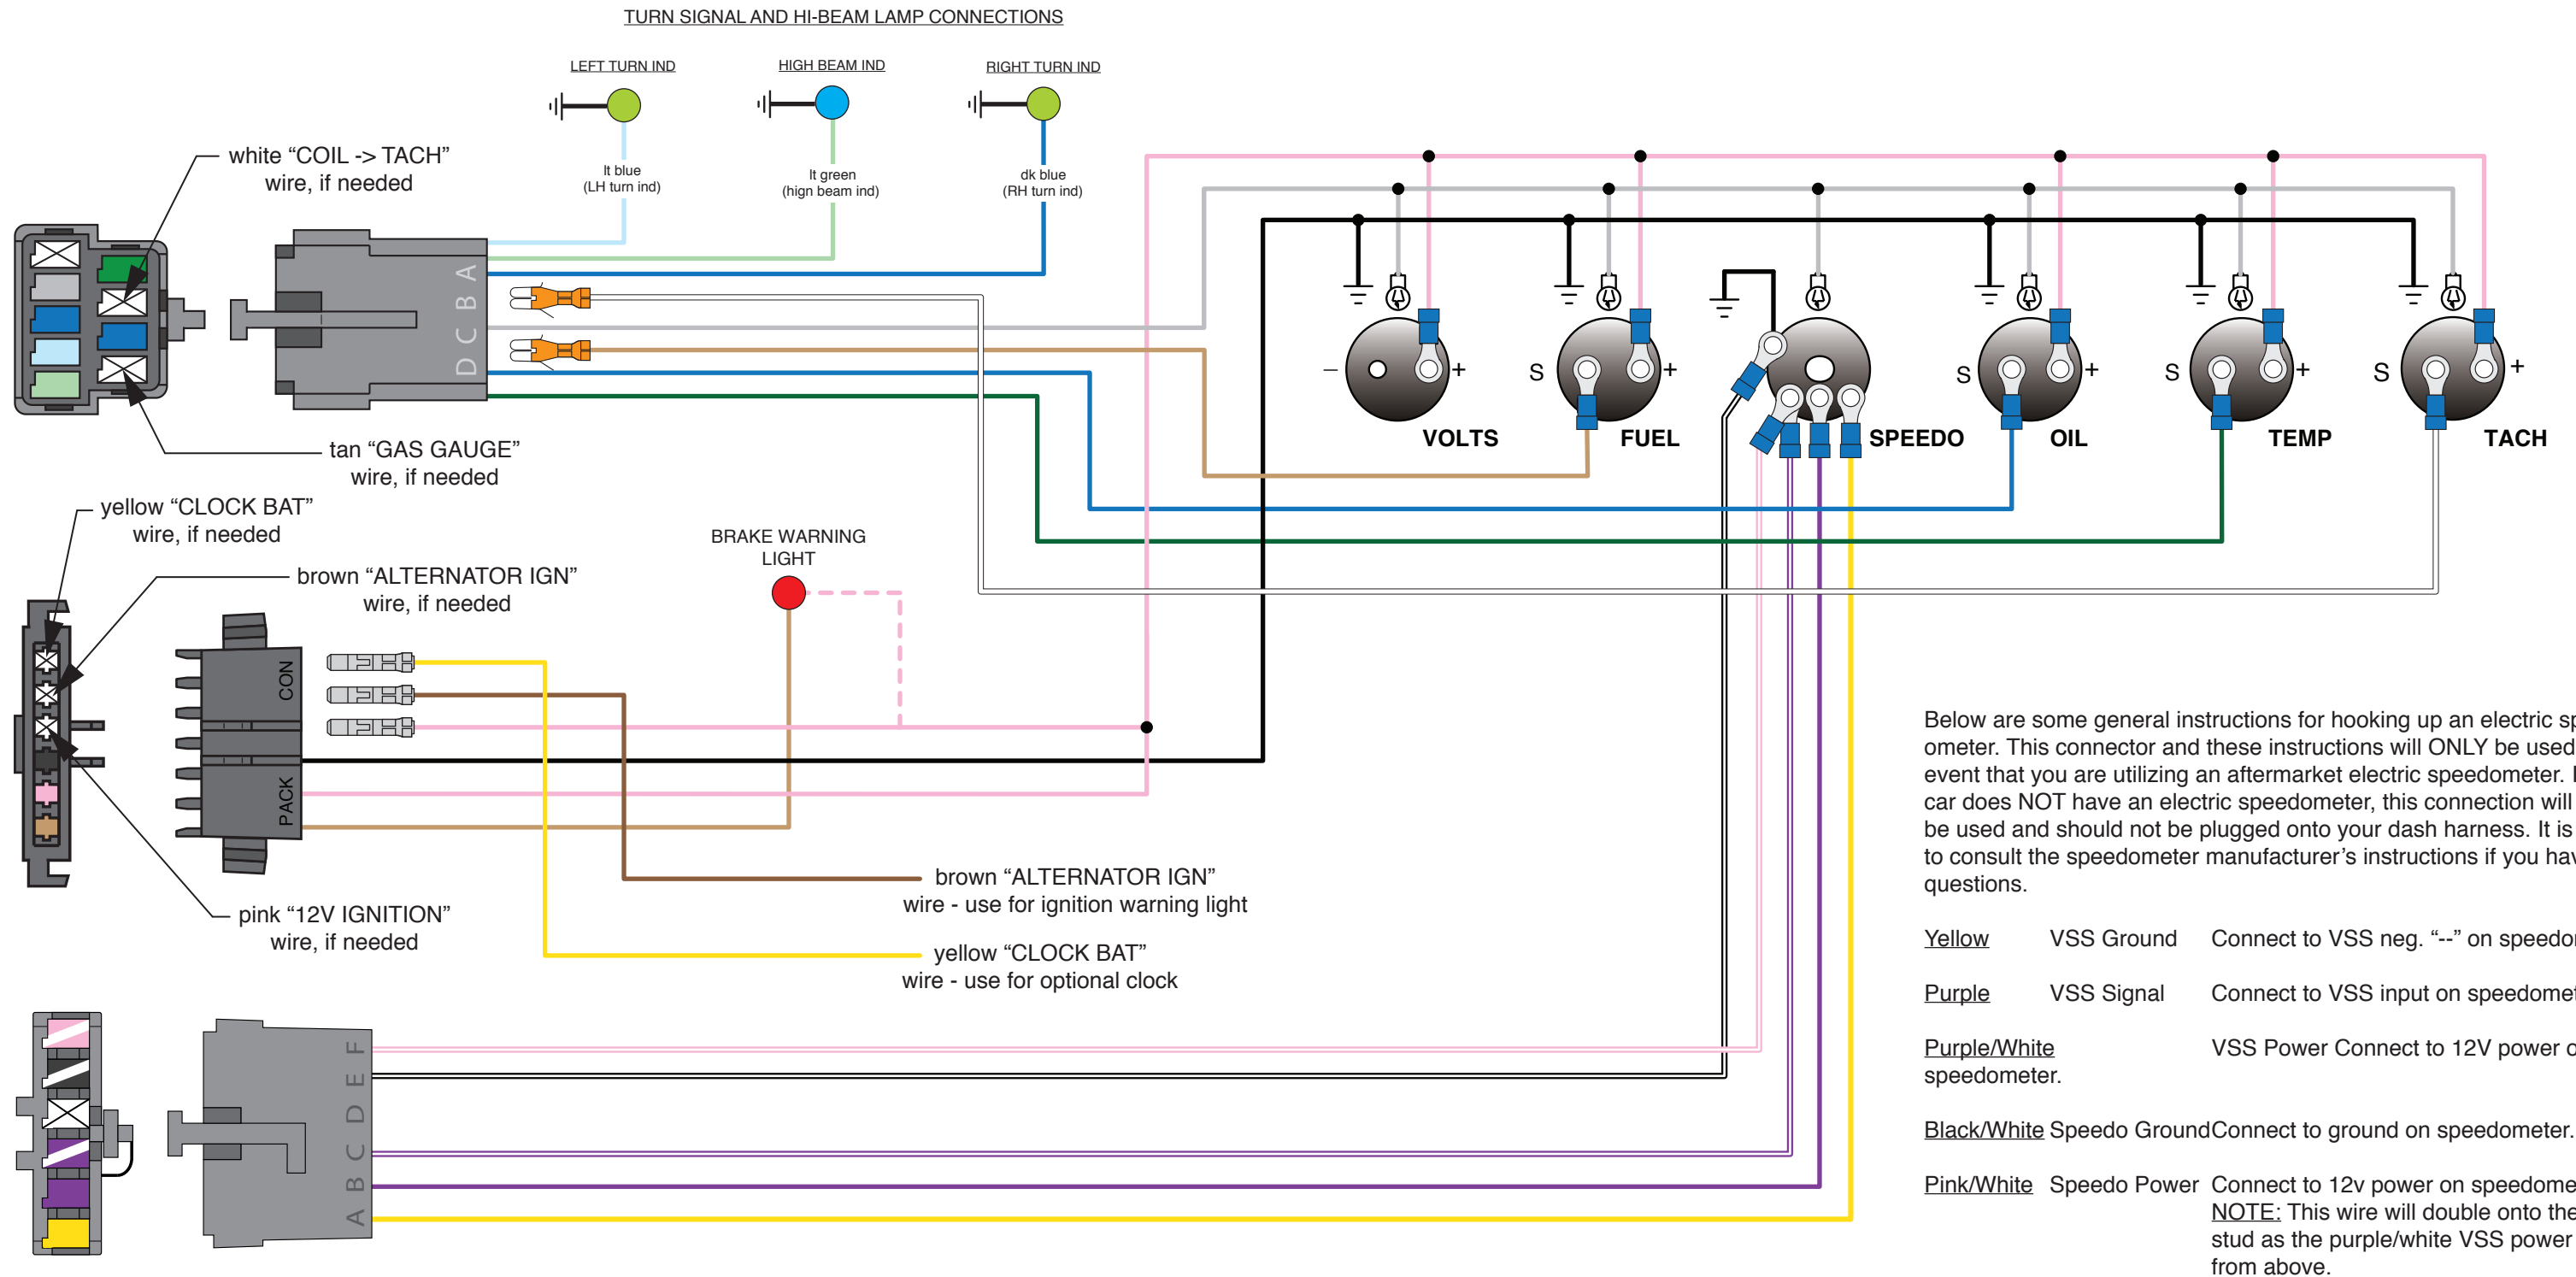 TURN SIGNAL AND HI-BEAM LAMP CONNECTIONS
LEFT TURN IND
HIGH BEAM IND
RIGHT TURN IND
lt blue
(LH turn ind)
lt green
(hign beam ind)
dk blue
(RH turn ind)
white “COIL -> TACH”
wire, if needed
A
B
C
D
tan “GAS GAUGE”
wire, if needed
–
+
VOLTS
S
+
FUEL
SPEEDO
S
+
OIL
S
+
TEMP
S
+
TACH
yellow “CLOCK BAT”
wire, if needed
brown “ALTERNATOR IGN”
wire, if needed
BRAKE WARNING
LIGHT
CON
PACK
pink “12V IGNITION”
wire, if needed
brown “ALTERNATOR IGN”
wire - use for ignition warning light
yellow “CLOCK BAT”
wire - use for optional clock
F
E
D
C
B
A
Below are some general instructions for hooking up an electric
ometer. This connector and these instructions will ONLY be used
event that you are utilizing an aftermarket electric speedometer.
car does NOT have an electric speedometer, this connection will
be used and should not be plugged onto your dash harness. It is
to consult the speedometer manufacturer’s instructions if you
questions.
Yellow VSS Ground Connect to VSS neg. “--” on
Purple VSS Signal Connect to VSS input on
Purple/White VSS Power Connect to 12V power
speedometer.
Black/White Speedo Ground Connect to ground on speedometer.
Pink/White Speedo Power Connect to 12v power on
NOTE: This wire will double onto the
stud as the purple/white VSS power
from above.